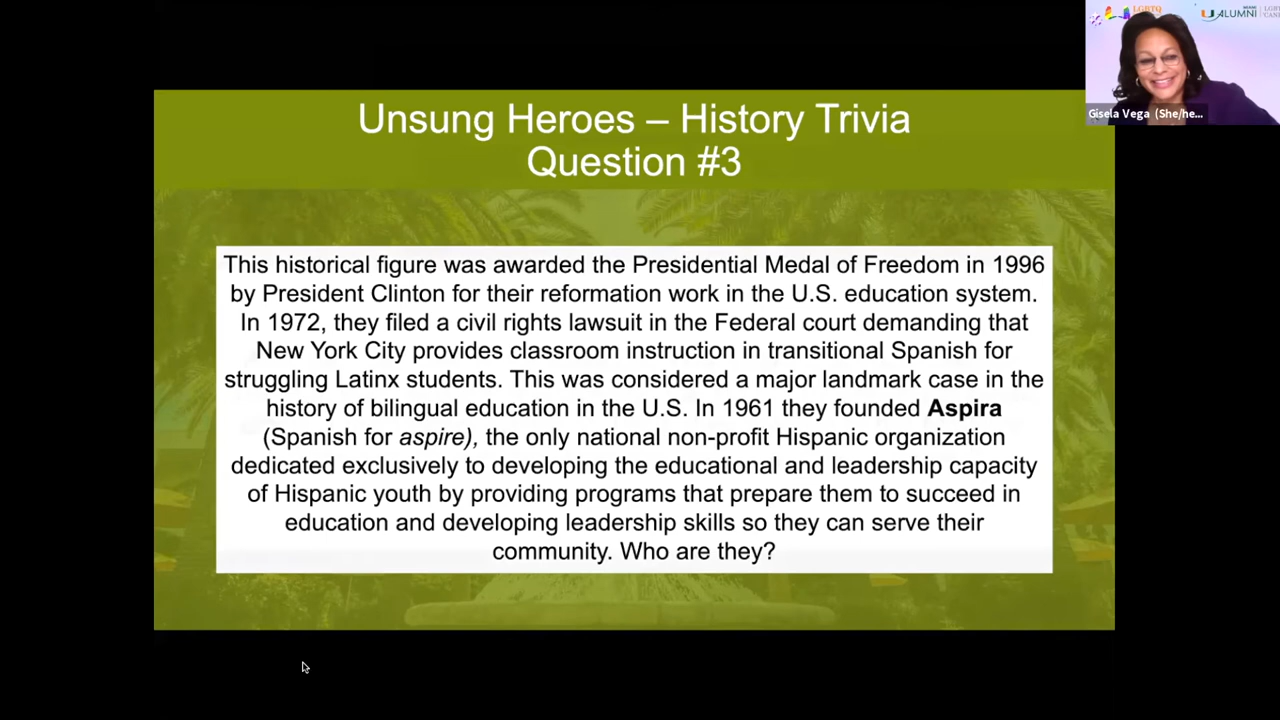 Unsung Heroes – History Trivia
Question #3
This historical figure was awarded the Presidential Medal of Freedom in 1996
by President Clinton for their reformation work in the U.S. education system.
In 1972, they filed a civil rights lawsuit in the Federal court demanding that
New York City provides classroom instruction in transitional Spanish for
struggling Latinx students. This was considered a major landmark case in the
history of bilingual education in the U.S. In 1961 they founded Aspira
(Spanish for aspire), the only national non-profit Hispanic organization
dedicated exclusively to developing the educational and leadership capacity
of Hispanic youth by providing programs that prepare them to succeed in
education and developing leadership skills so they can serve their
community. Who are they?
LGBTQ
ALUMNI
Gisela Vega (She/he...